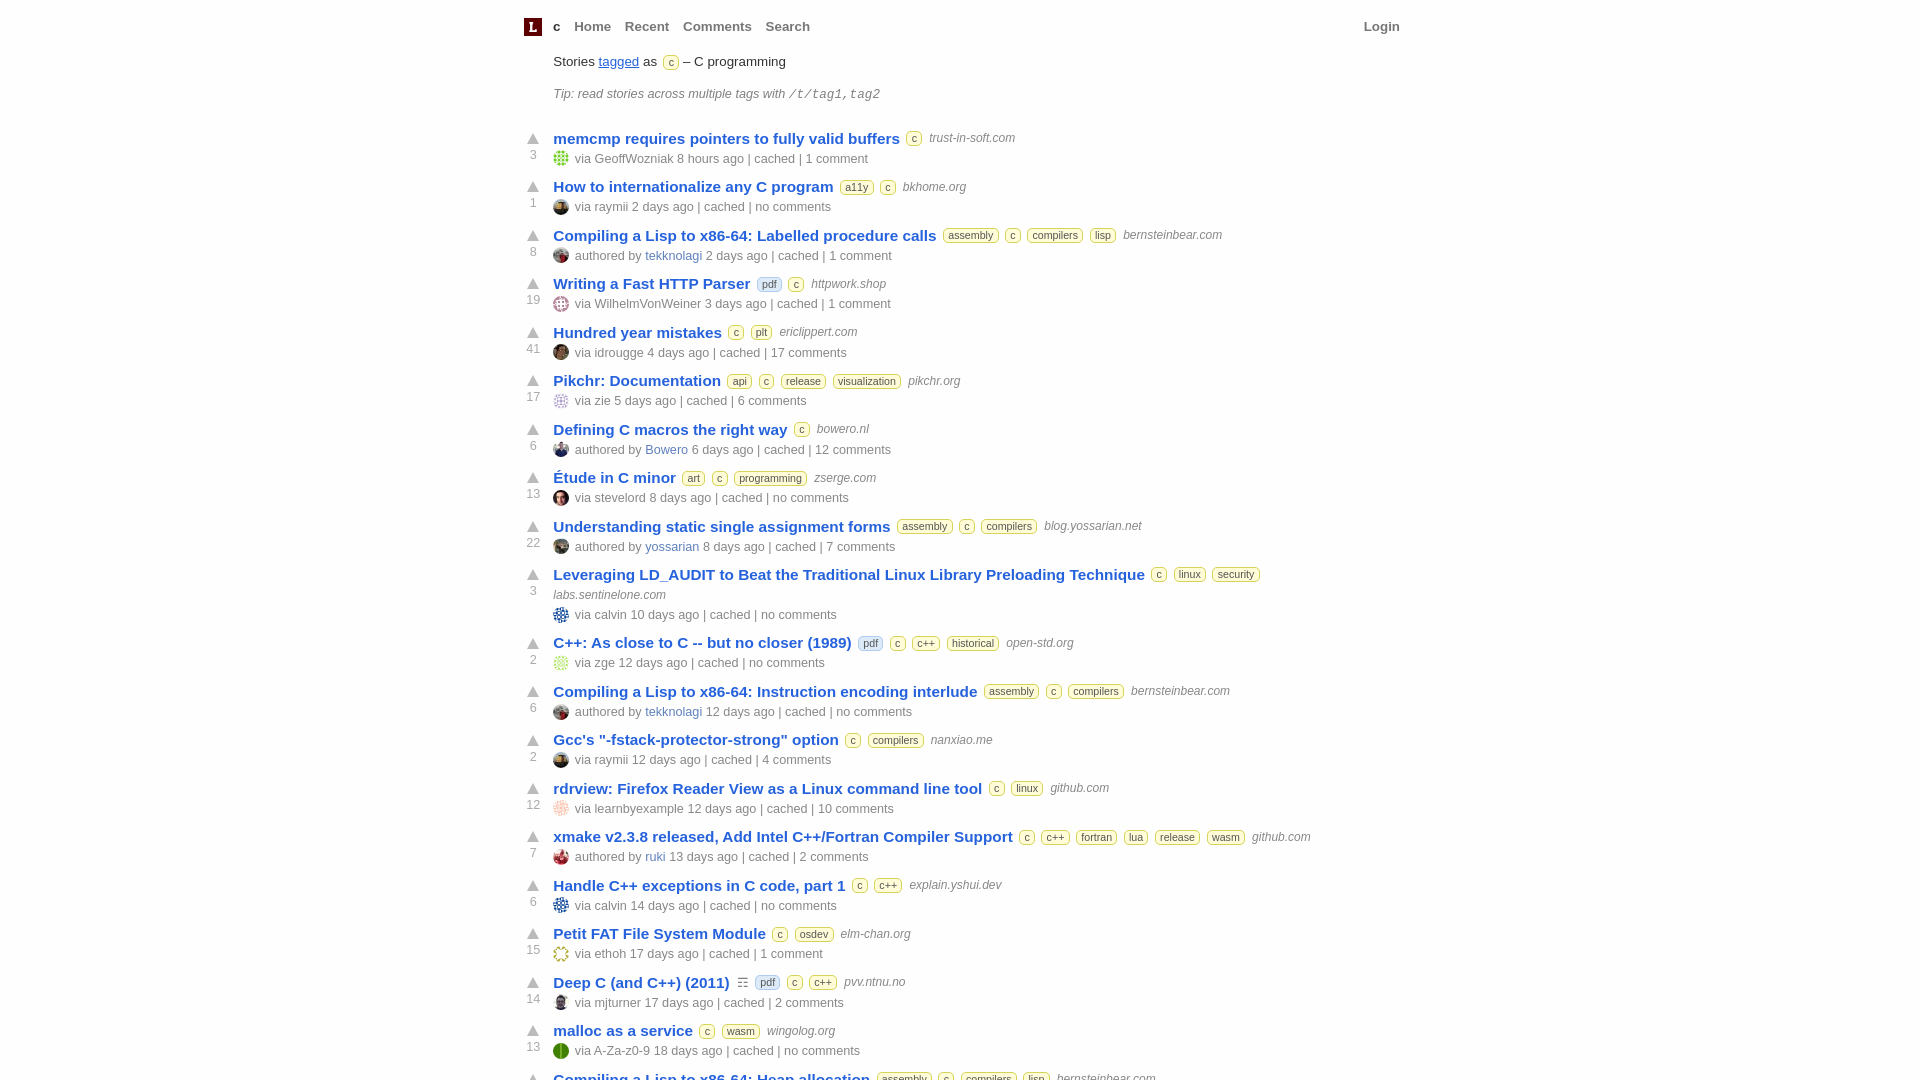 L c Home Recent Comments Search Login
Stories tagged as c – C programming
Tip: read stories across multiple tags with /t/tag1,tag2
memcmp requires pointers to fully valid buffers c trust-in-soft.com
3 via GeoffWozniak 8 hours ago | cached | 1 comment
How to internationalize any C program a11y c bkhome.org
1 via raymii 2 days ago | cached | no comments
Compiling a Lisp to x86-64: Labelled procedure calls assembly c compilers lisp bernsteinbear.com
8 authored by tekknolagi 2 days ago | cached | 1 comment
Writing a Fast HTTP Parser pdf c httpwork.shop
19 via WilhelmVonWeiner 3 days ago | cached | 1 comment
Hundred year mistakes c plt ericlippert.com
41 via idrougge 4 days ago | cached | 17 comments
Pikchr: Documentation api c release visualization pikchr.org
17 via zie 5 days ago | cached | 6 comments
Defining C macros the right way c bowero.nl
6 authored by Bowero 6 days ago | cached | 12 comments
Étude in C minor art c programming zserge.com
13 via stevelord 8 days ago | cached | no comments
Understanding static single assignment forms assembly c compilers blog.yossarian.net
22 authored by yossarian 8 days ago | cached | 7 comments
Leveraging LD_AUDIT to Beat the Traditional Linux Library Preloading Technique c linux security
3 labs.sentinelone.com
via calvin 10 days ago | cached | no comments
C++: As close to C -- but no closer (1989) pdf c c++ historical open-std.org
2 via zge 12 days ago | cached | no comments
Compiling a Lisp to x86-64: Instruction encoding interlude assembly c compilers bernsteinbear.com
6 authored by tekknolagi 12 days ago | cached | no comments
Gcc's "-fstack-protector-strong" option c compilers nanxiao.me
2 via raymii 12 days ago | cached | 4 comments
rdrview: Firefox Reader View as a Linux command line tool c linux github.com
12 via learnbyexample 12 days ago | cached | 10 comments
xmake v2.3.8 released, Add Intel C++/Fortran Compiler Support c c++ fortran lua release wasm github.com
7 authored by ruki 13 days ago | cached | 2 comments
Handle C++ exceptions in C code, part 1 c c++ explain.yshui.dev
6 via calvin 14 days ago | cached | no comments
Petit FAT File System Module c osdev elm-chan.org
15 via ethoh 17 days ago | cached | 1 comment
Deep C (and C++) (2011) ☶ pdf c c++ pvv.ntnu.no
14 via mjturner 17 days ago | cached | 2 comments
malloc as a service c wasm wingolog.org
13 via A-Za-z0-9 18 days ago | cached | no comments
Compiling a Lisp to x86-64: Heap allocation assembly c compilers lisp bernsteinbear.com